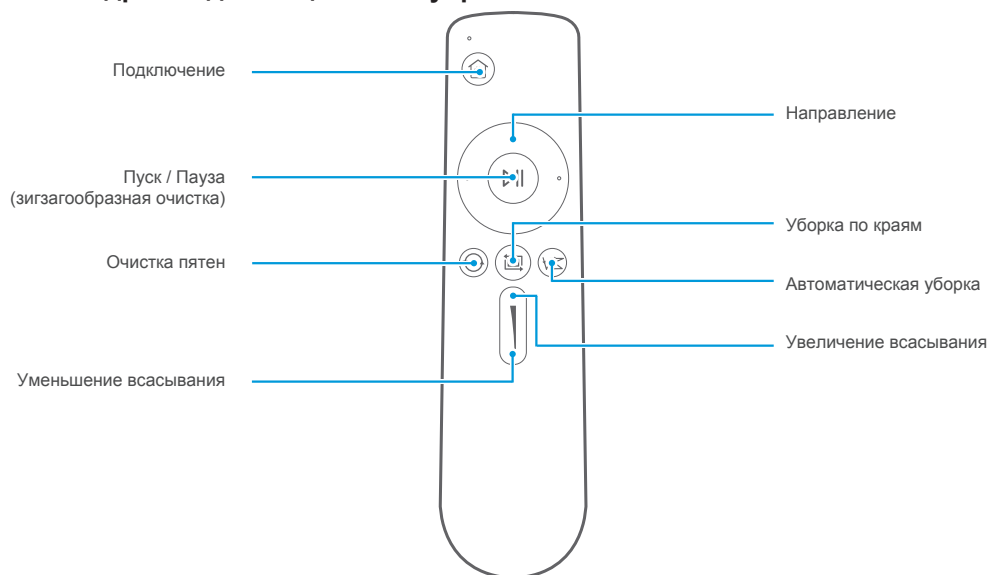 Подключение
Направление
Пуск / Пауза
(зигзагообразная очистка)
Уборка по краям
Очистка пятен
Автоматическая уборка
Увеличение всасывания
Уменьшение всасывания